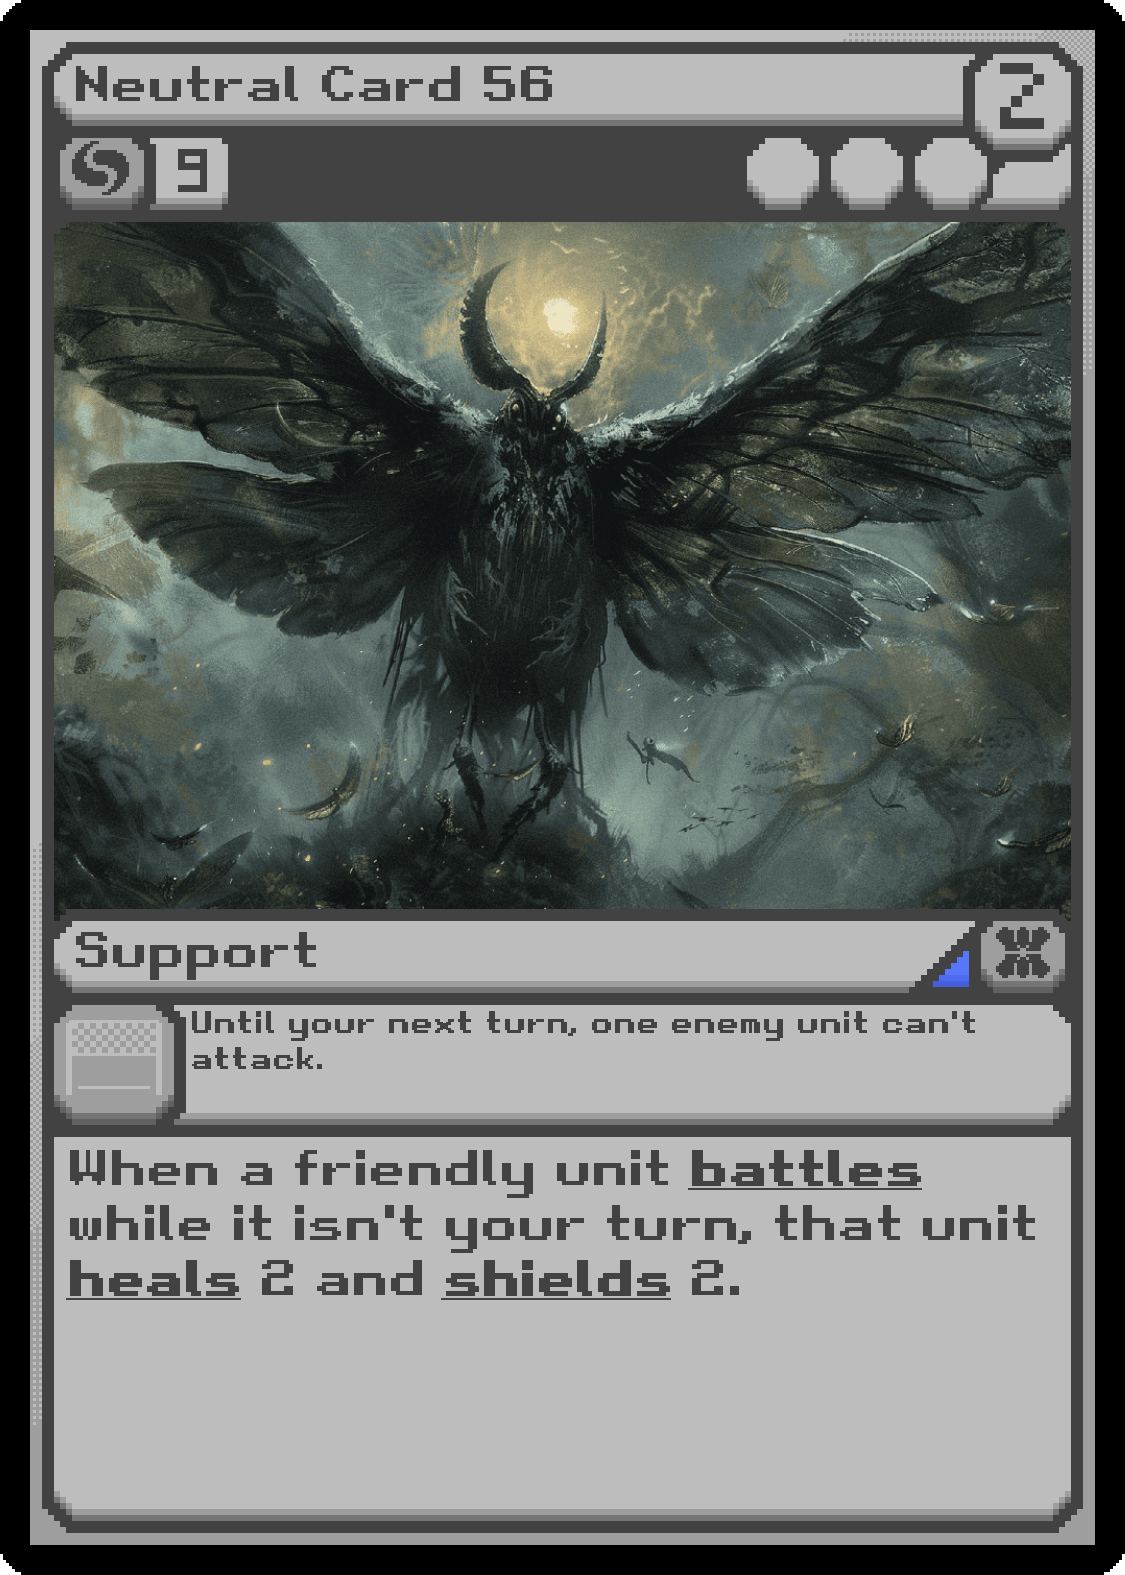 Neutral Card 56
2
9
Support
Until your next turn, one enemy unit can't
attack.
When a friendly unit battles
while it isn't your turn, that unit
heals 2 and shields 2.